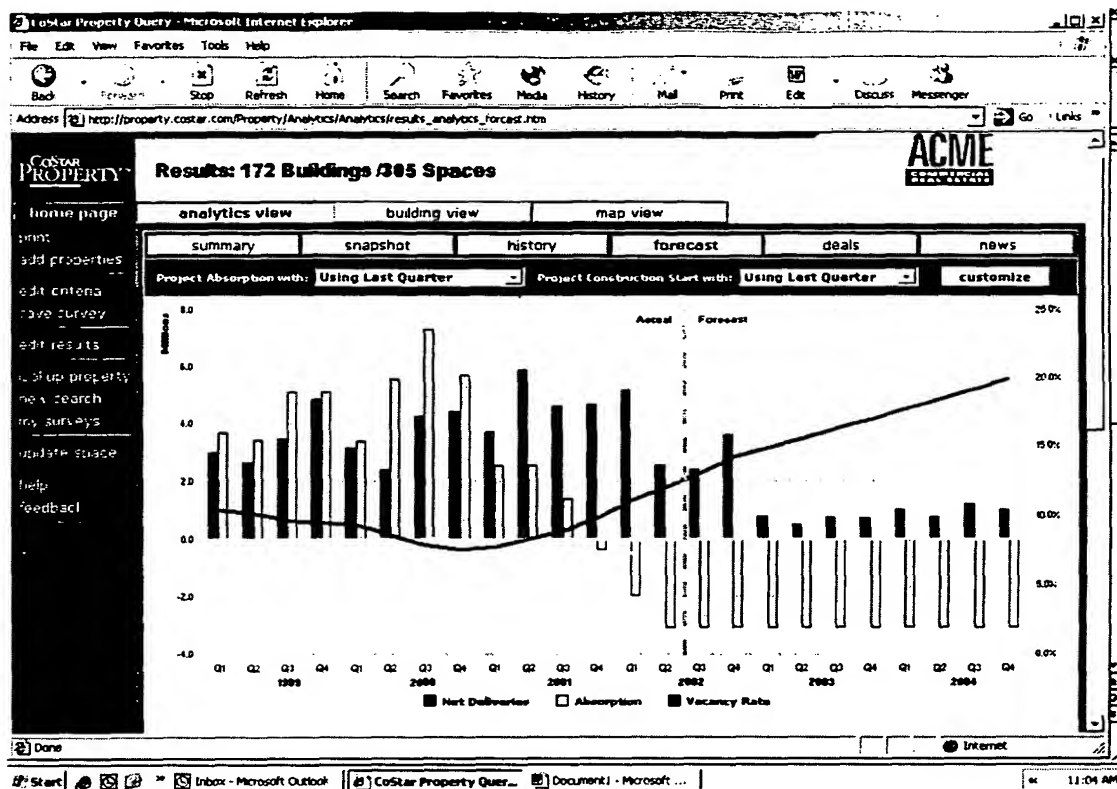 CoStar Property Query - Microsoft Internet Explorer
File Edit View Favorites Tools Help
Back Forward Stop Refresh Home Search Favorites Media History Mail Print Edit Discuss Messenger
Address http://property.costar.com/Property/Analytics/Analytics/results_analytics_forcast.htm Go Links »
COSTAR
PROPERTY
Results: 172 Buildings /385 Spaces
ACME
COMMERCIAL
REAL ESTATE
home page
analytics view building view map view
print
add properties
edit criteria
save survey
edit results
pull up property
new search
my surveys
update space
help
feedback
summary snapshot history forecast deals news
Project Absorption with: Using Last Quarter Project Construction Start with: Using Last Quarter customize
Millions
8.0
6.0
4.0
2.0
0.0
-2.0
-4.0
Actual Forecast
25.0%
20.0%
15.0%
10.0%
5.0%
0.0%
Q1 Q2 Q3 Q4 Q1 Q2 Q3 Q4 Q1 Q2 Q3 Q4 Q1 Q2 Q3 Q4 Q1 Q2 Q3 Q4 Q1 Q2 Q3 Q4
1999 2000 2001 2002 2003 2004
Net Deliveries Absorption Vacancy Rate
Done Internet
Start » Inbox - Microsoft Outlook CoStar Property Quer... Document1 - Microsoft ... « 11:04 AM